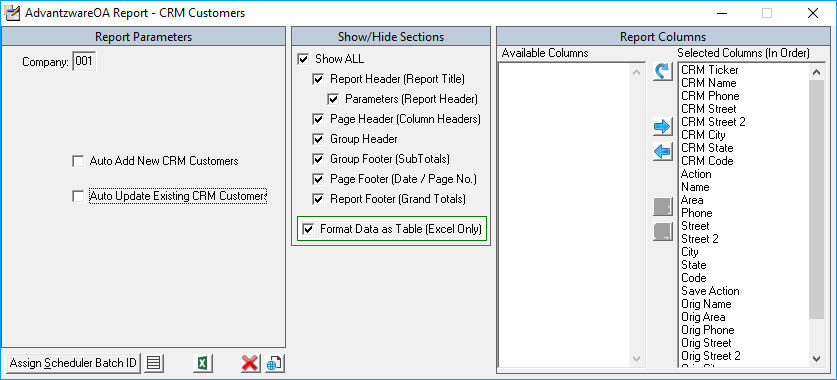 AdvantzwareOA Report - CRM Customers
Report Parameters
Company: 001
Auto Add New CRM Customers
Auto Update Existing CRM Customers
Assign Scheduler Batch ID
Show/Hide Sections
Show ALL
Report Header (Report Title)
Parameters (Report Header)
Page Header (Column Headers)
Group Header
Group Footer (SubTotals)
Page Footer (Date / Page No.)
Report Footer (Grand Totals)
Format Data as Table (Excel Only)
Report Columns
Available Columns
Selected Columns (In Order)
CRM Ticker
CRM Name
CRM Phone
CRM Street
CRM Street 2
CRM City
CRM State
CRM Code
Action
Name
Area
Phone
Street
Street 2
City
State
Code
Save Action
Orig Name
Orig Area
Orig Phone
Orig Street
Orig Street 2